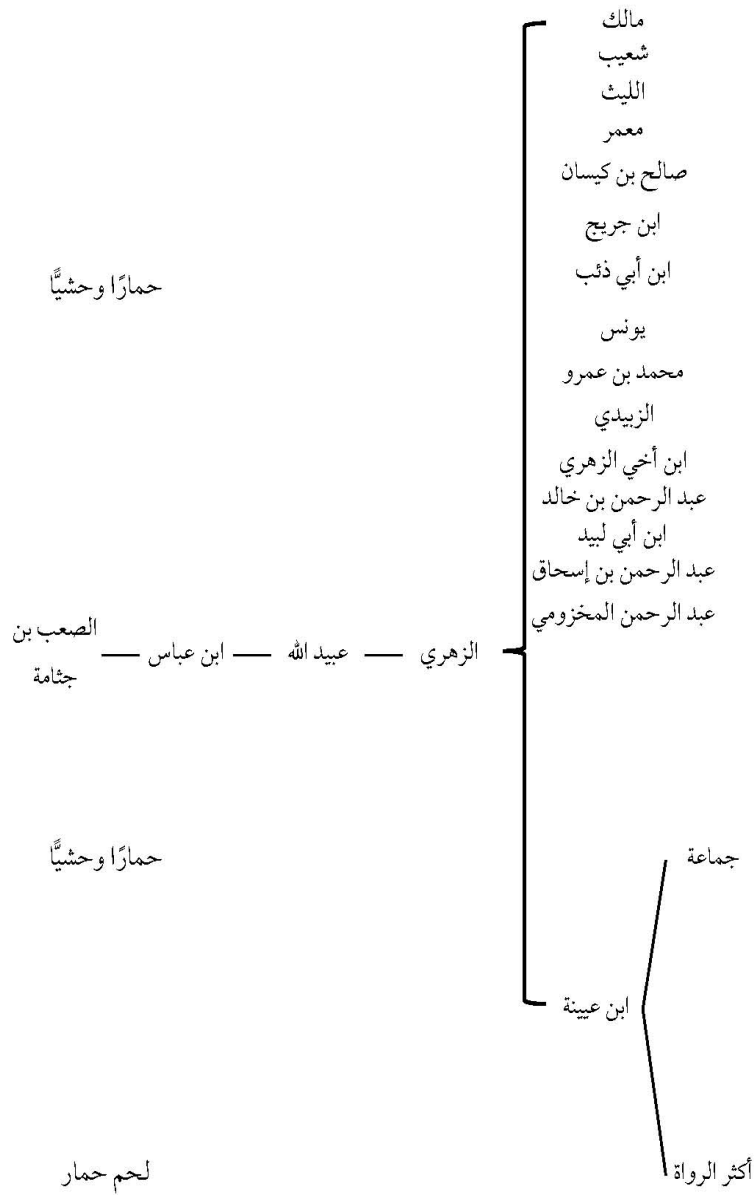 مالك
شعيب
الليث
معمر
صالح بن كيسان
ابن جريج
ابن أبي ذئب
حمارًا وحشيًّا
يونس
محمد بن عمرو
الزبيدي
ابن أخي الزهري
عبد الرحمن بن خالد
ابن أبي لبيد
عبد الرحمن بن إسحاق
عبد الرحمن المخزومي
الزهري — عبيد الله — ابن عباس — الصعب بن
جثامة
جماعة
حمارًا وحشيًّا
ابن عيينة
أكثر الرواة
لحم حمار